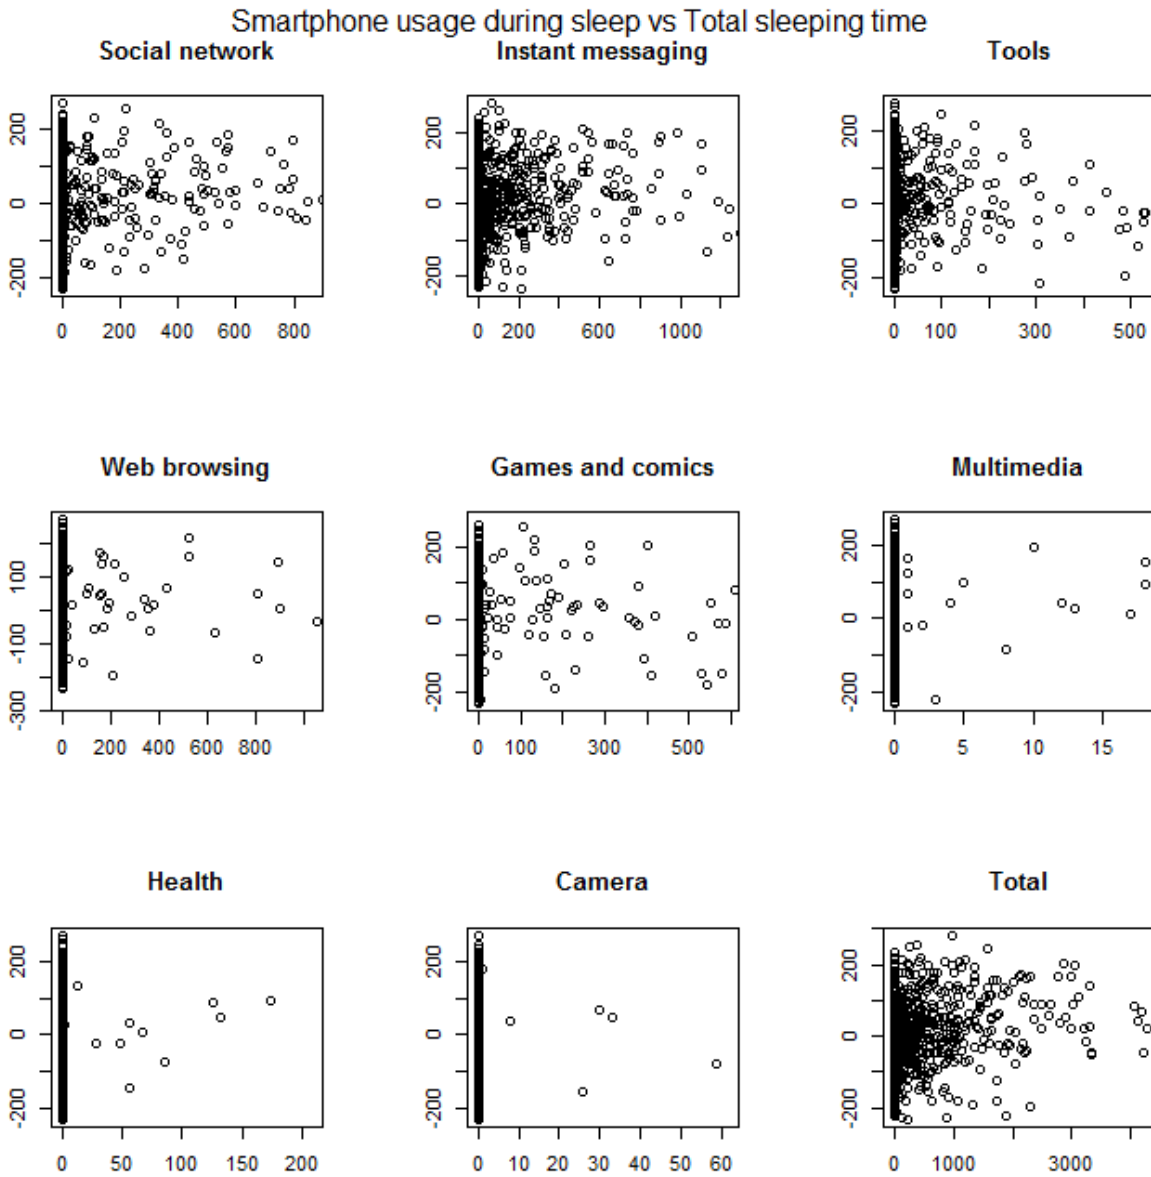 Smartphone usage during sleep vs Total sleeping time
Social network
Instant messaging
Tools
200
0
-200
0 200 400 600 800
200
0
-200
0 200 600 1000
200
0
-200
0 100 300 500
Web browsing
Games and comics
Multimedia
100
-100
-300
0 200 400 600 800
200
0
-200
0 100 300 500
200
0
-200
0 5 10 15
Health
Camera
Total
200
0
-200
0 50 100 150 200
200
0
-200
0 10 20 30 40 50 60
200
0
-200
0 1000 3000